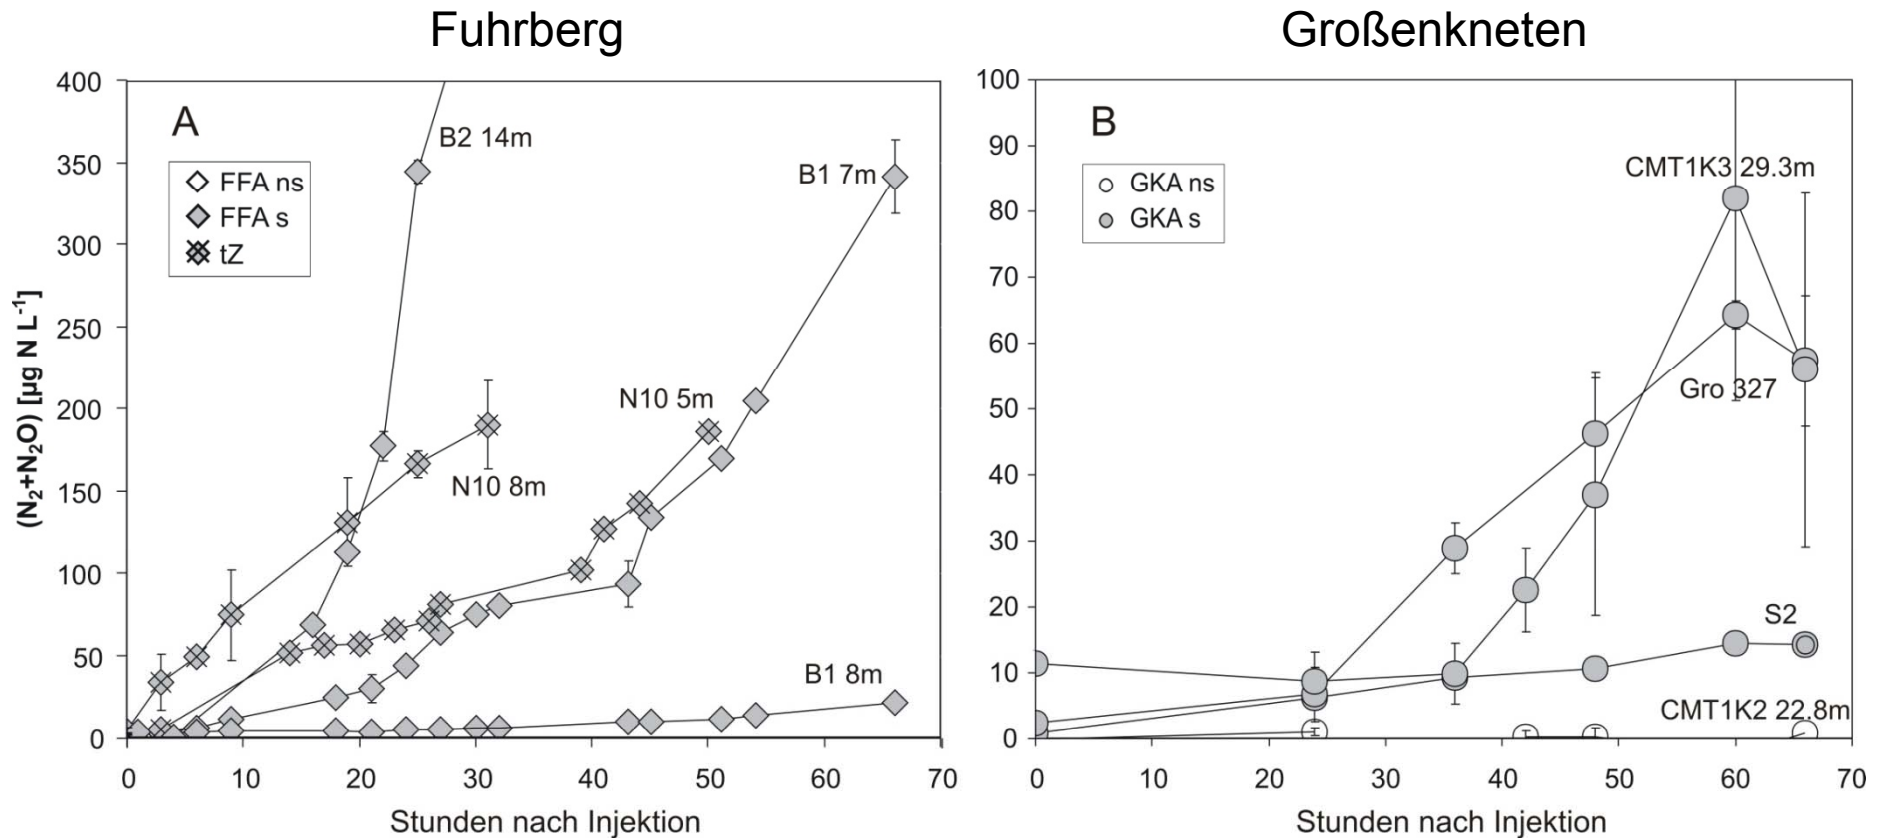 Fuhrberg
Großenkneten
(N₂+N₂O) [µg N L⁻¹]
400
350
300
250
200
150
100
50
0
A
FFA ns
FFA s
tZ
B2 14m
B1 7m
N10 5m
N10 8m
B1 8m
0 10 20 30 40 50 60 70
Stunden nach Injektion
100
90
80
70
60
50
40
30
20
10
0
B
GKA ns
GKA s
CMT1K3 29.3m
Gro 327
S2
CMT1K2 22.8m
0 10 20 30 40 50 60 70
Stunden nach Injektion